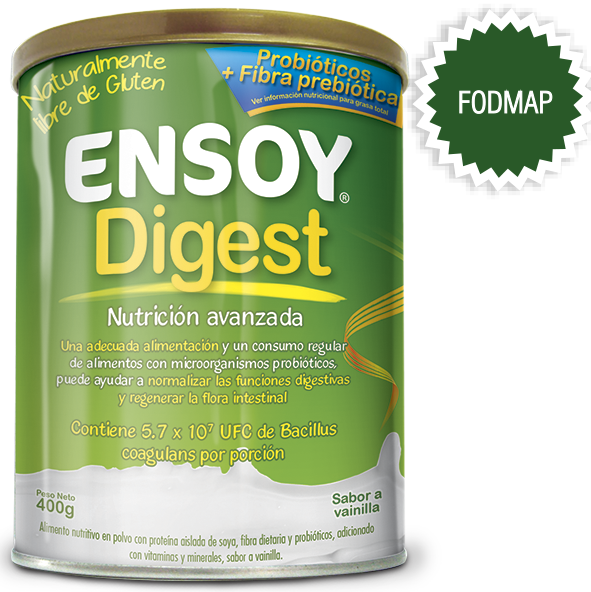 Naturalmente
libre de Gluten
Probióticos
+ Fibra prebiótica
Ver información nutricional para grasa total
FODMAP
ENSOY®
Digest
Nutrición avanzada
Una adecuada alimentación y un consumo regular
de alimentos con microorganismos probióticos,
puede ayudar a normalizar las funciones digestivas
y regenerar la flora intestinal
Contiene 5.7 x 10⁷ UFC de Bacillus
coagulans por porción
Peso Neto
400g
Sabor a
vainilla
Alimento nutritivo en polvo con proteína aislada de soya, fibra dietaria y probióticos, adicionado
con vitaminas y minerales, sabor a vainilla.